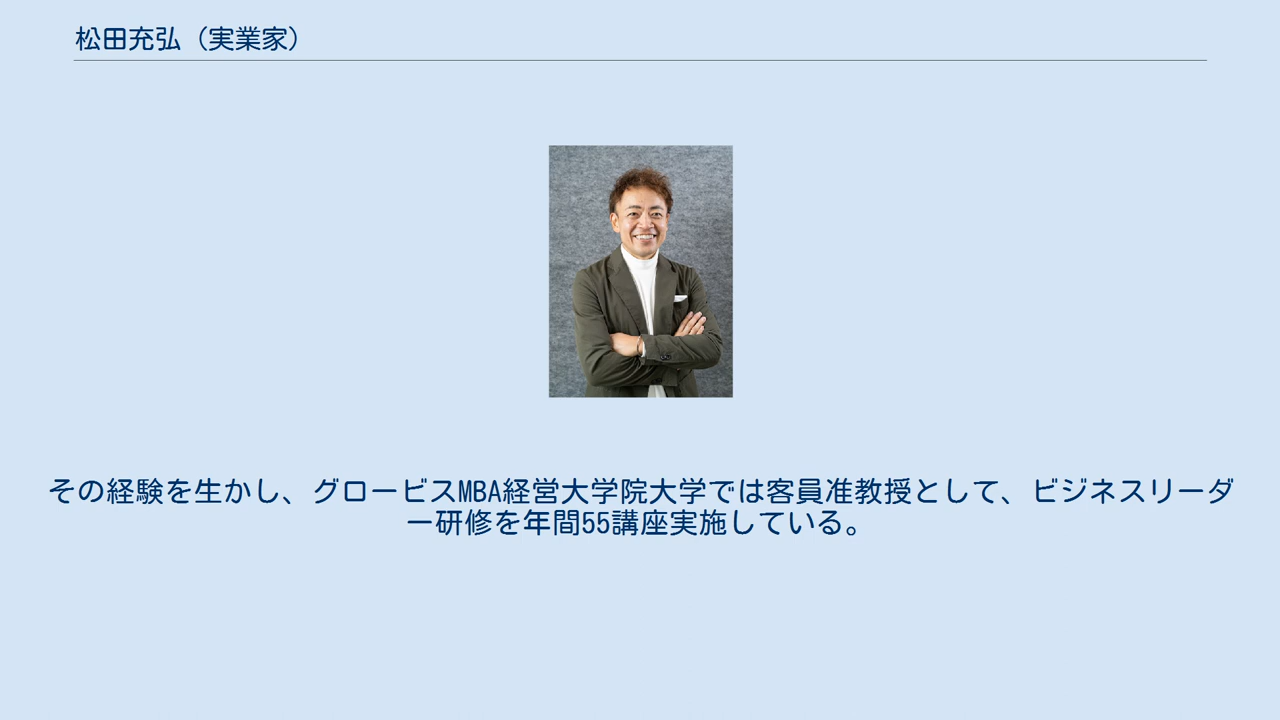 松田充弘（実業家）
その経験を生かし、グロービスMBA経営大学院大学では客員准教授として、ビジネスリーダ
ー研修を年間55講座実施している。